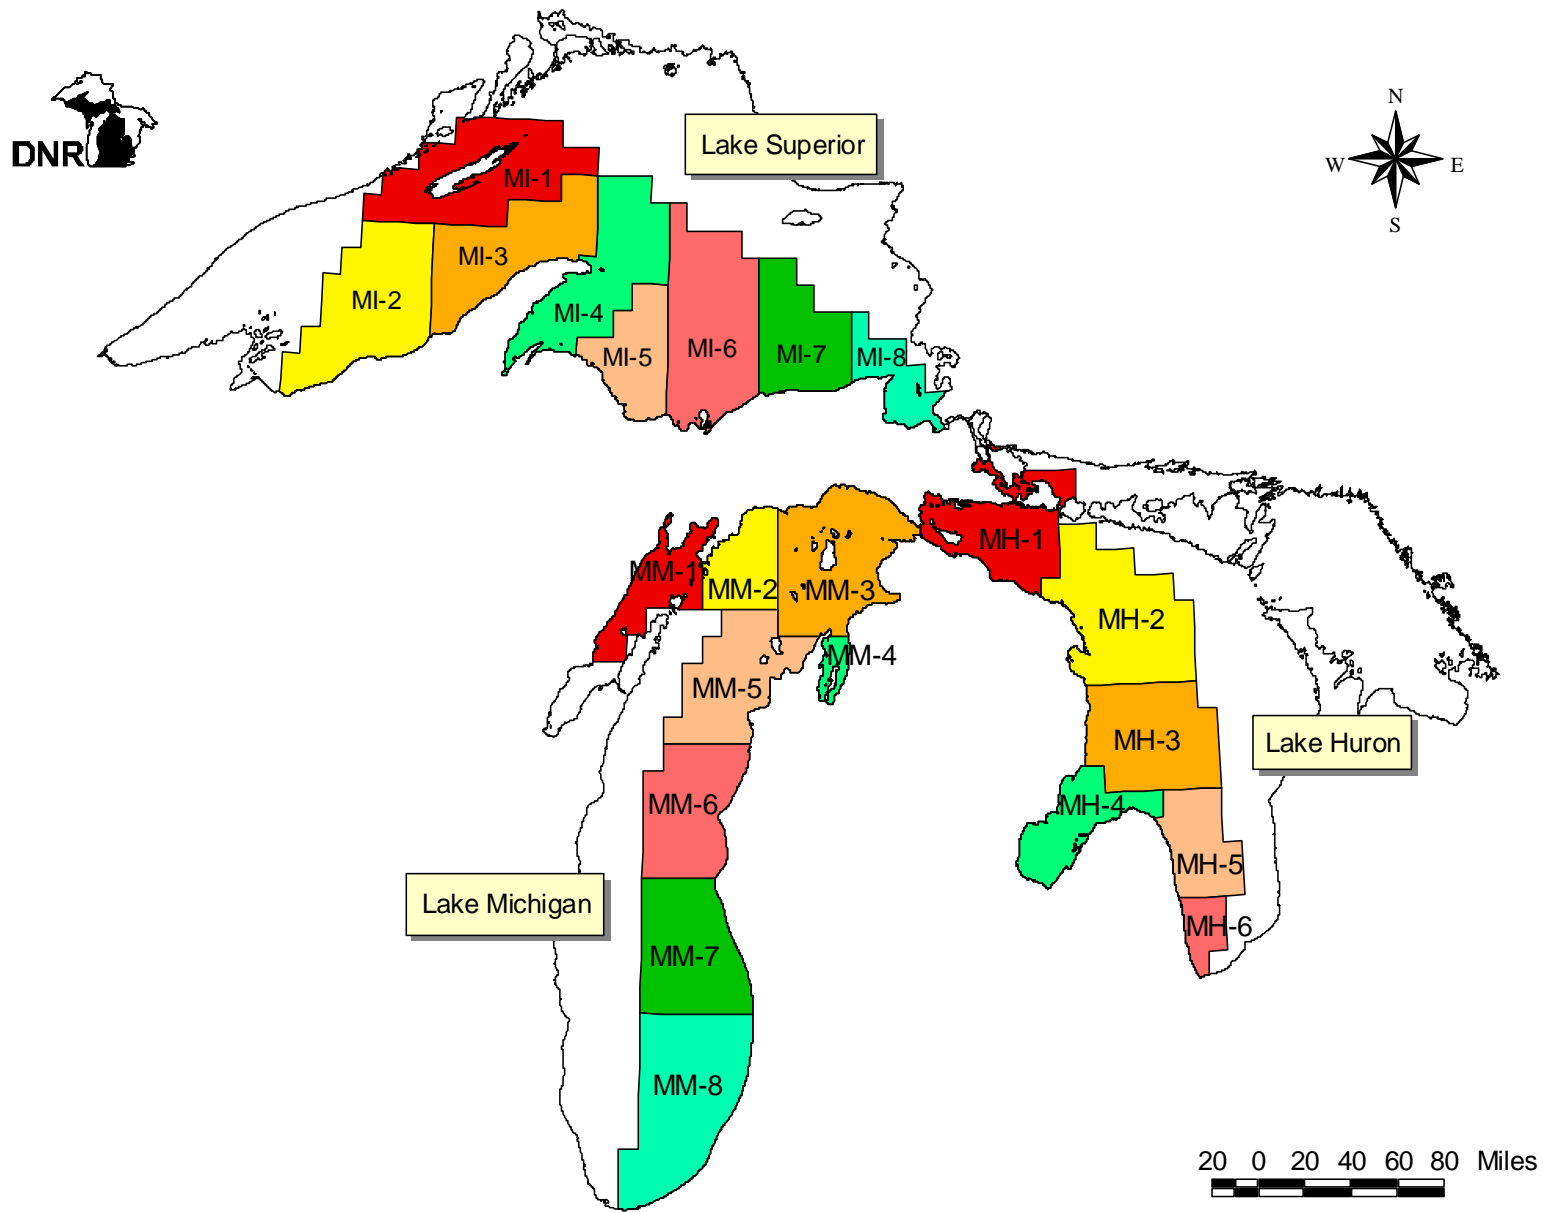 Lake Superior
N
DNR
W
E
MI-1
S
MI-3
MI-2
MI-4
MI-5
MI-6
MI-7
MI-8
MH-1
MM-1
MM-2
MM-3
MH-2
MM-4
MM-5
MH-3
Lake Huron
MM-6
MH-4
MH-5
Lake Michigan
MH-6
MM-7
MM-8
20 0 20 40 60 80 Miles